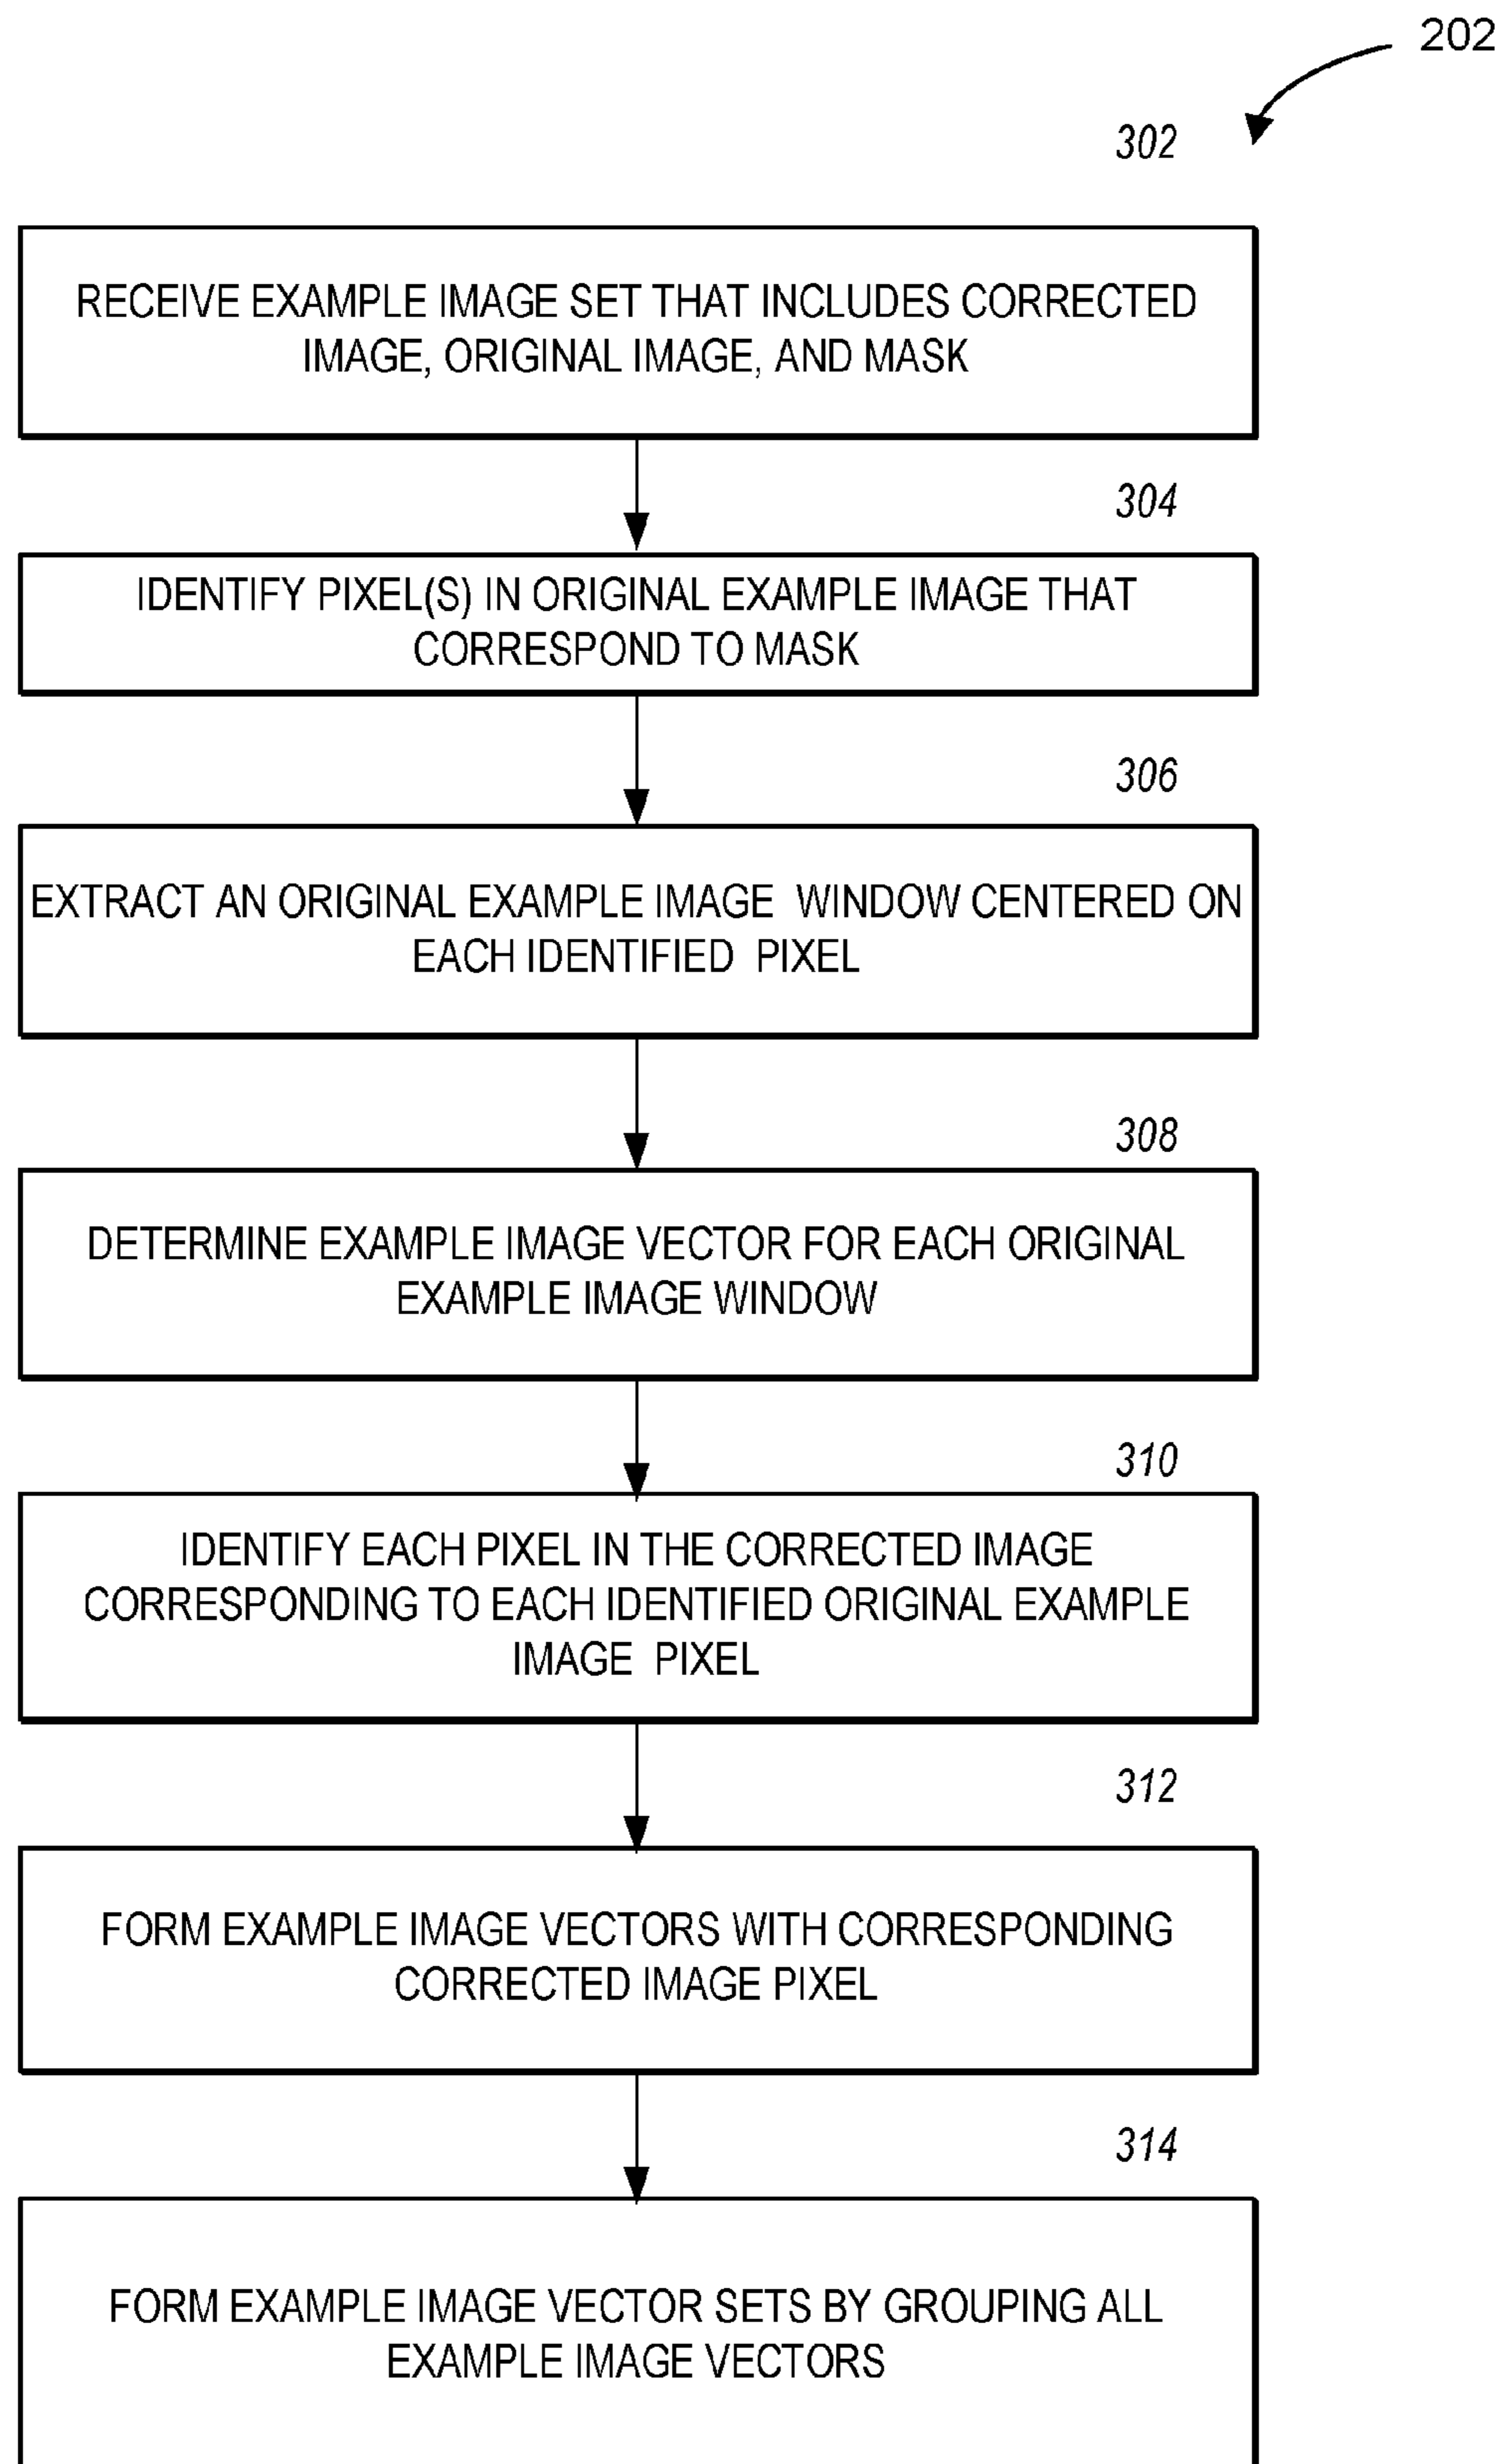 202
302
RECEIVE EXAMPLE IMAGE SET THAT INCLUDES CORRECTED
IMAGE, ORIGINAL IMAGE, AND MASK
304
IDENTIFY PIXEL(S) IN ORIGINAL EXAMPLE IMAGE THAT
CORRESPOND TO MASK
306
EXTRACT AN ORIGINAL EXAMPLE IMAGE WINDOW CENTERED ON
EACH IDENTIFIED PIXEL
308
DETERMINE EXAMPLE IMAGE VECTOR FOR EACH ORIGINAL
EXAMPLE IMAGE WINDOW
310
IDENTIFY EACH PIXEL IN THE CORRECTED IMAGE
CORRESPONDING TO EACH IDENTIFIED ORIGINAL EXAMPLE
IMAGE PIXEL
312
FORM EXAMPLE IMAGE VECTORS WITH CORRESPONDING
CORRECTED IMAGE PIXEL
314
FORM EXAMPLE IMAGE VECTOR SETS BY GROUPING ALL
EXAMPLE IMAGE VECTORS